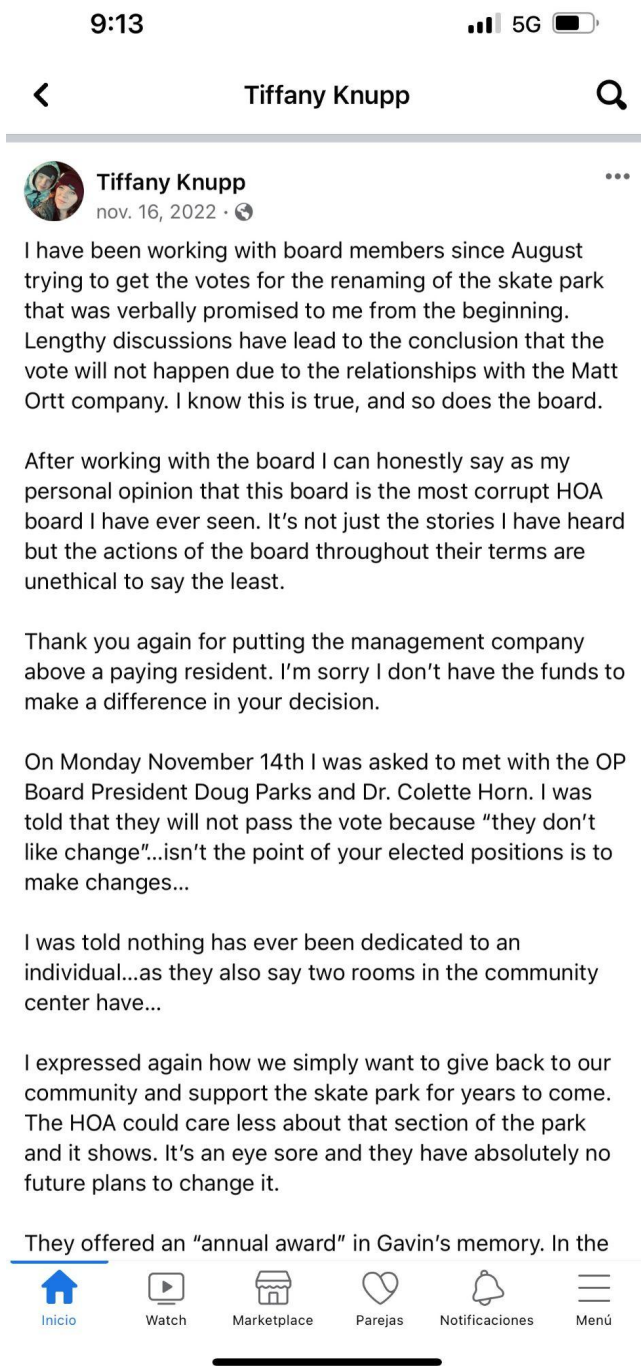 9:13
5G
Tiffany Knupp
Tiffany Knupp
nov. 16, 2022 ·
I have been working with board members since August
trying to get the votes for the renaming of the skate park
that was verbally promised to me from the beginning.
Lengthy discussions have lead to the conclusion that the
vote will not happen due to the relationships with the Matt
Ortt company. I know this is true, and so does the board.
After working with the board I can honestly say as my
personal opinion that this board is the most corrupt HOA
board I have ever seen. It’s not just the stories I have heard
but the actions of the board throughout their terms are
unethical to say the least.
Thank you again for putting the management company
above a paying resident. I’m sorry I don’t have the funds to
make a difference in your decision.
On Monday November 14th I was asked to met with the OP
Board President Doug Parks and Dr. Colette Horn. I was
told that they will not pass the vote because “they don’t
like change”...isn’t the point of your elected positions is to
make changes...
I was told nothing has ever been dedicated to an
individual...as they also say two rooms in the community
center have...
I expressed again how we simply want to give back to our
community and support the skate park for years to come.
The HOA could care less about that section of the park
and it shows. It’s an eye sore and they have absolutely no
future plans to change it.
They offered an “annual award” in Gavin’s memory. In the
Inicio
Watch
Marketplace
Parejas
Notificaciones
Menú